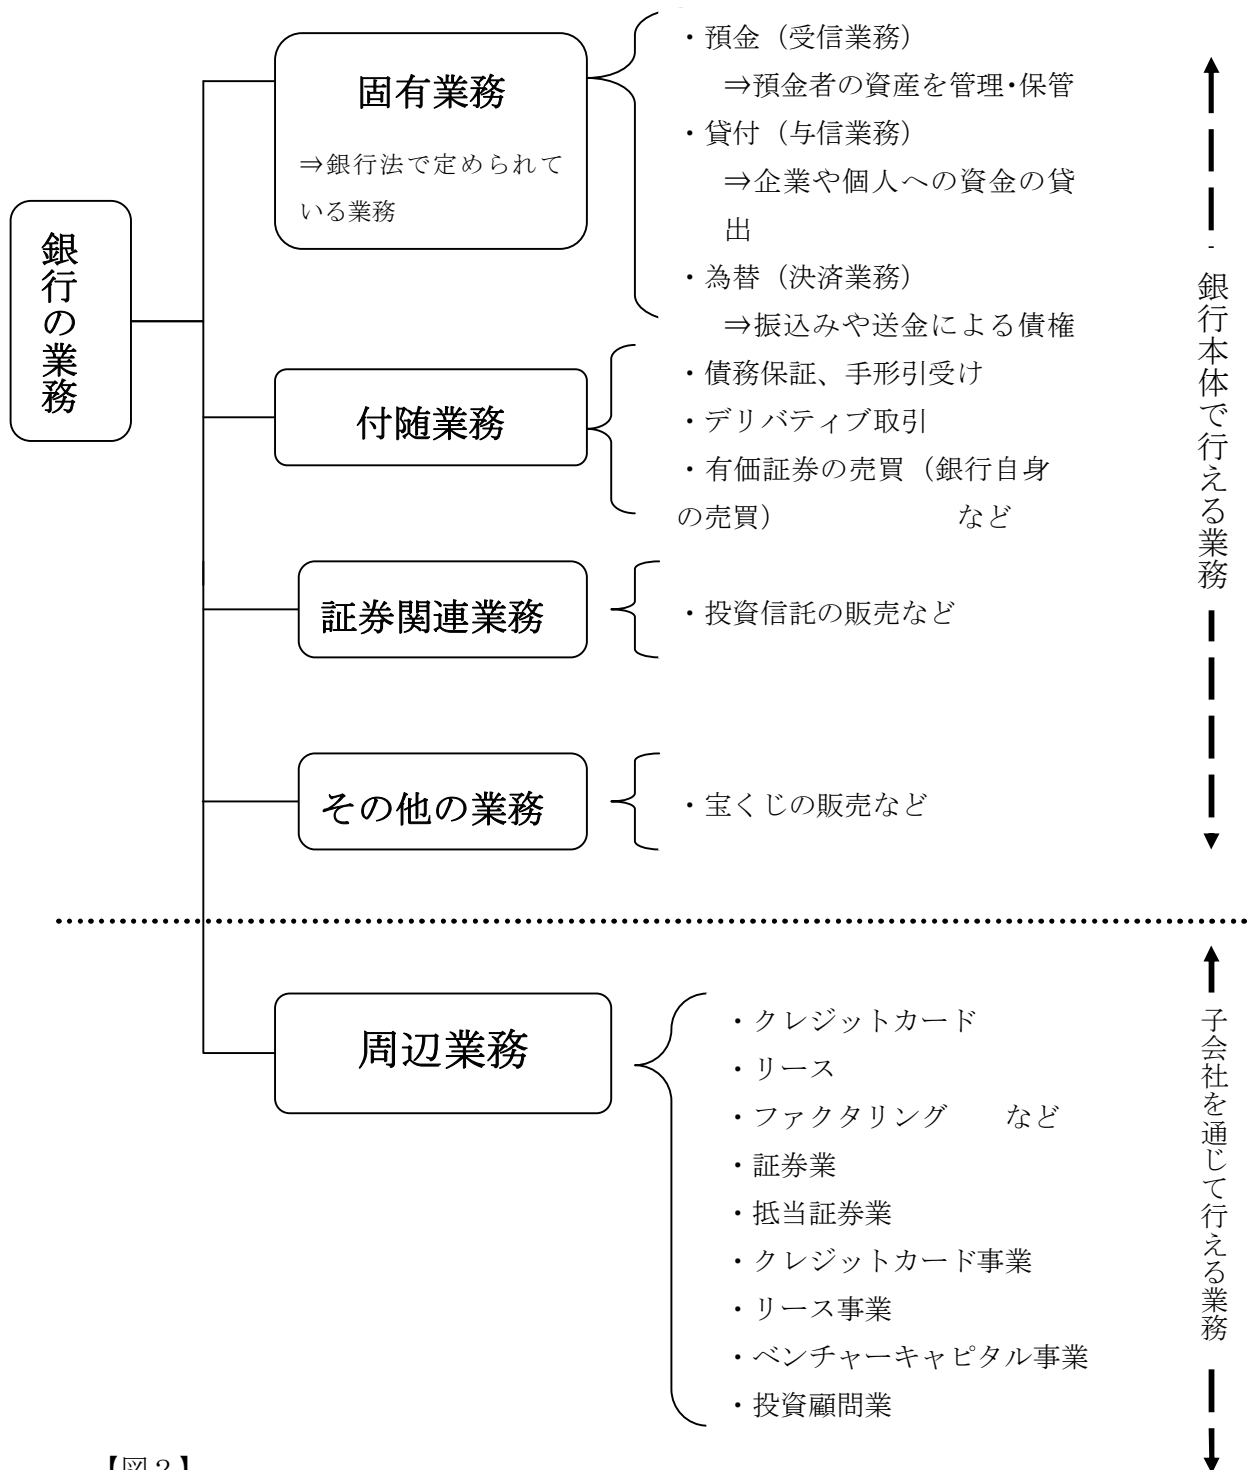 銀行の業務
固有業務
⇒銀行法で定められて
いる業務
・預金（受信業務）
⇒預金者の資産を管理・保管
・貸付（与信業務）
⇒企業や個人への資金の貸
出
・為替（決済業務）
⇒振込みや送金による債権
付随業務
・債務保証、手形引受け
・デリバティブ取引
・有価証券の売買（銀行自身
の売買） など
証券関連業務
・投資信託の販売など
その他の業務
・宝くじの販売など
銀行本体で行える業務
周辺業務
・クレジットカード
・リース
・ファクタリング など
・証券業
・抵当証券業
・クレジットカード事業
・リース事業
・ベンチャーキャピタル事業
・投資顧問業
子会社を通じて行える業務
【図２】